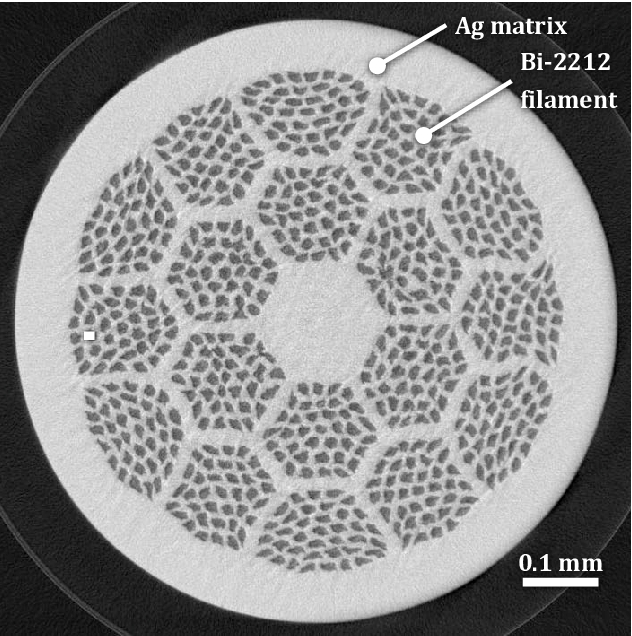 Ag matrix
Bi-2212
filament
0.1 mm